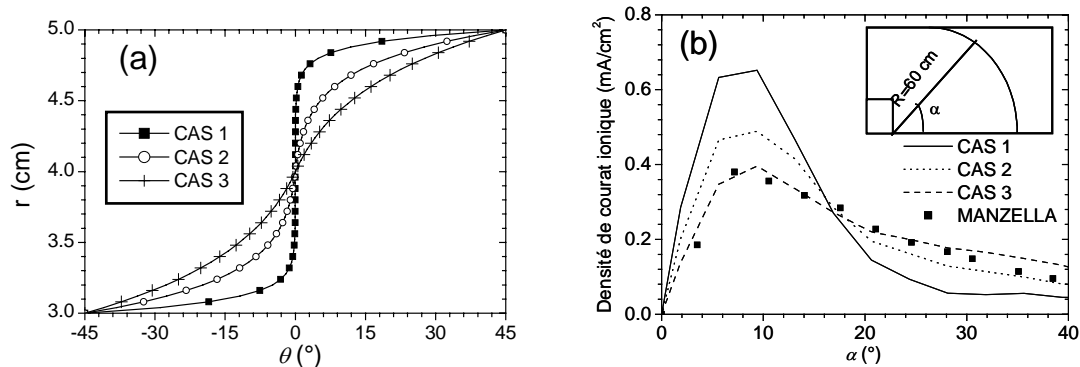 (a)
r (cm)
5.0
4.5
4.0
3.5
3.0
CAS 1
CAS 2
CAS 3
-45 -30 -15 0 15 30 45
θ (°)
(b)
Densité de courat ionique (mA/cm²)
0.8
0.6
0.4
0.2
0.0
R=60 cm
α
CAS 1
CAS 2
CAS 3
MANZELLA
0 10 20 30 40
α (°)